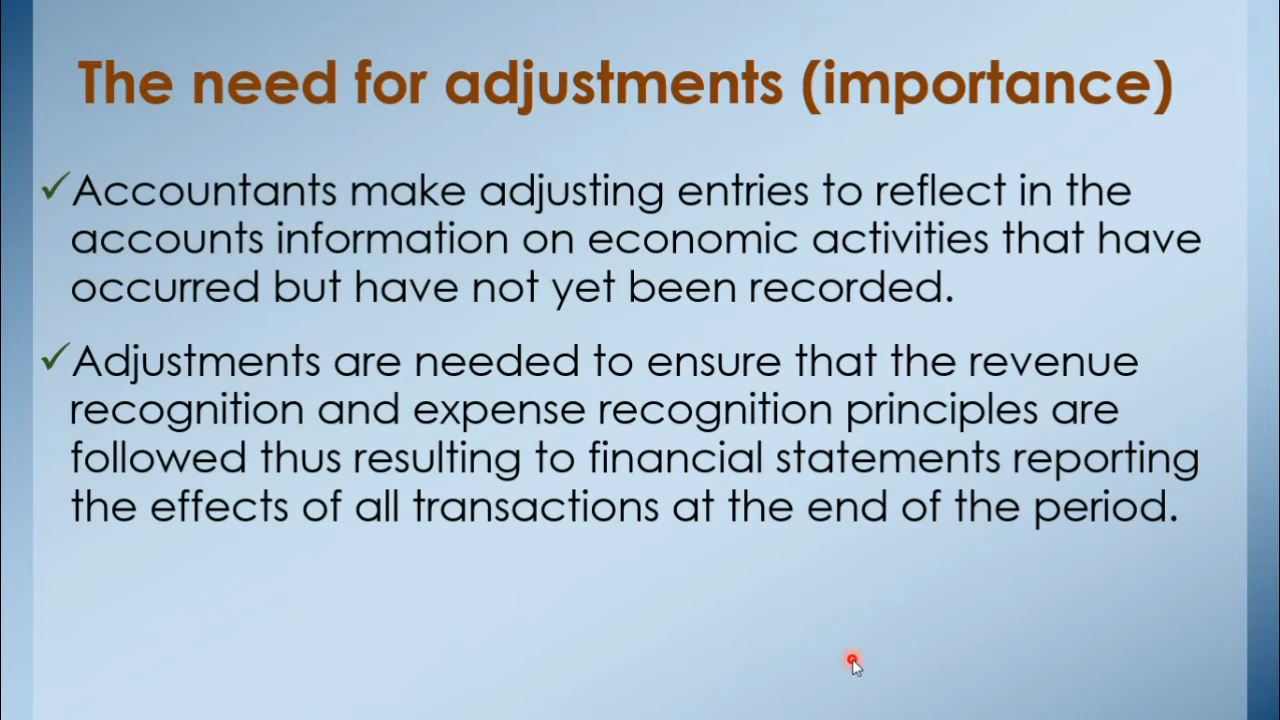 The need for adjustments (importance)
✓Accountants make adjusting entries to reflect in the
accounts information on economic activities that have
occurred but have not yet been recorded.
✓Adjustments are needed to ensure that the revenue
recognition and expense recognition principles are
followed thus resulting to financial statements reporting
the effects of all transactions at the end of the period.